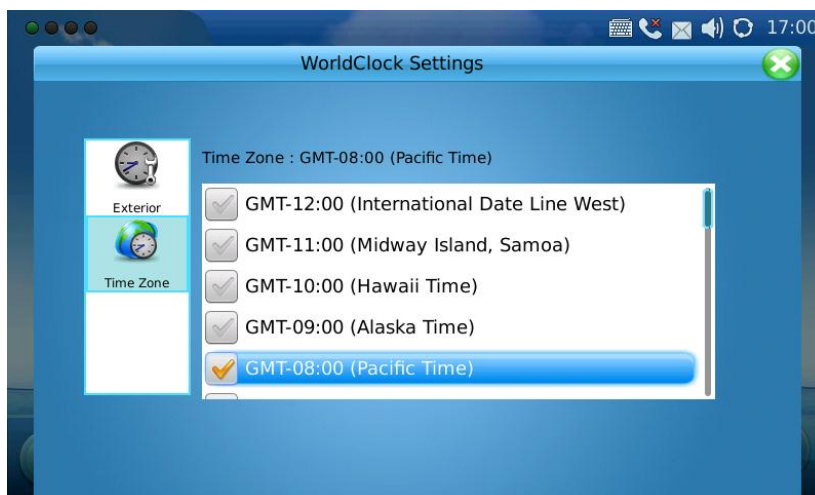 17:00
WorldClock Settings
Time Zone : GMT-08:00 (Pacific Time)
Exterior
Time Zone
GMT-12:00 (International Date Line West)
GMT-11:00 (Midway Island, Samoa)
GMT-10:00 (Hawaii Time)
GMT-09:00 (Alaska Time)
GMT-08:00 (Pacific Time)